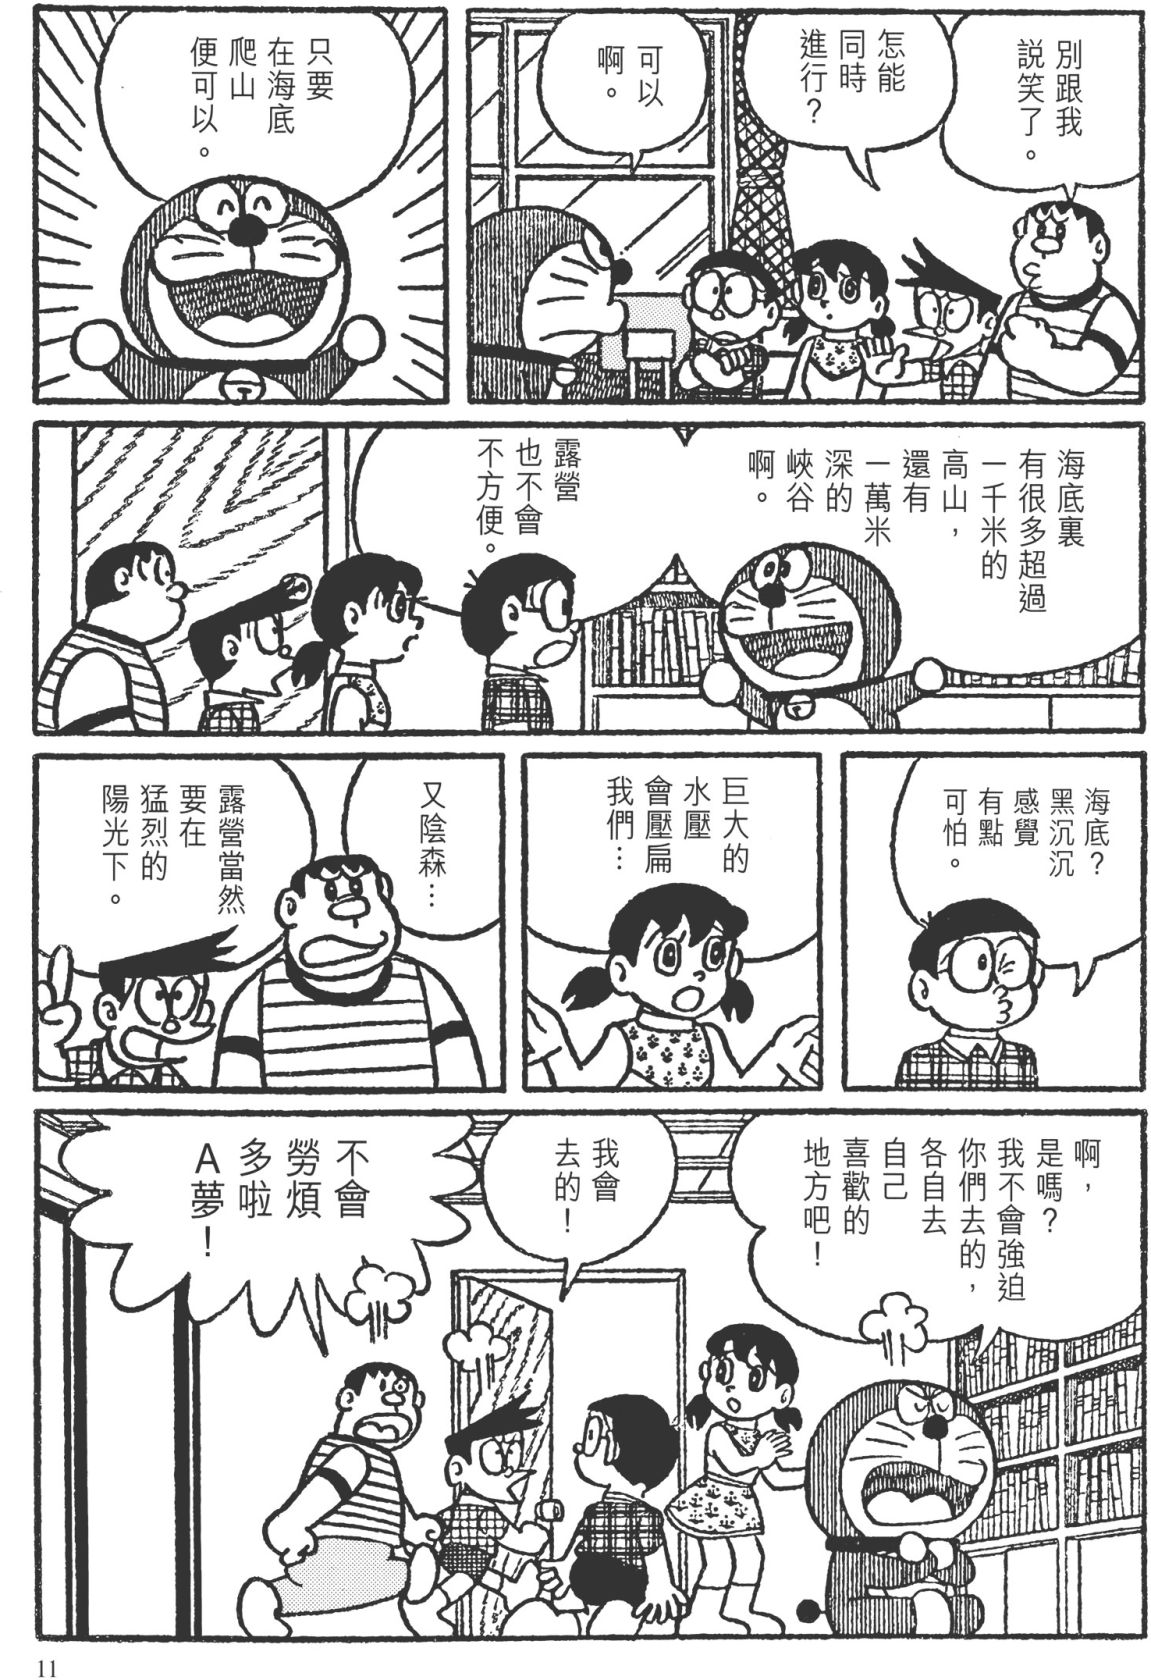 別跟我
説笑了。
怎能
同時
進行？
可以
啊。
只要
在海底
爬山
便可以。
海底裏
有很多超過
一千米的
高山，
還有
一萬米
深的
峽谷
啊。
露營
也不會
不方便。
海底？
黑沉沉
感覺
有點
可怕。
巨大的
水壓
會壓扁
我們…
又陰森…
露營當然
要在
猛烈的
陽光下。
啊，
是嗎？
我不會強迫
你們去的，
各自去
自己
喜歡的
地方吧！
我會
去的！
不會
勞煩
多啦
A夢！
11